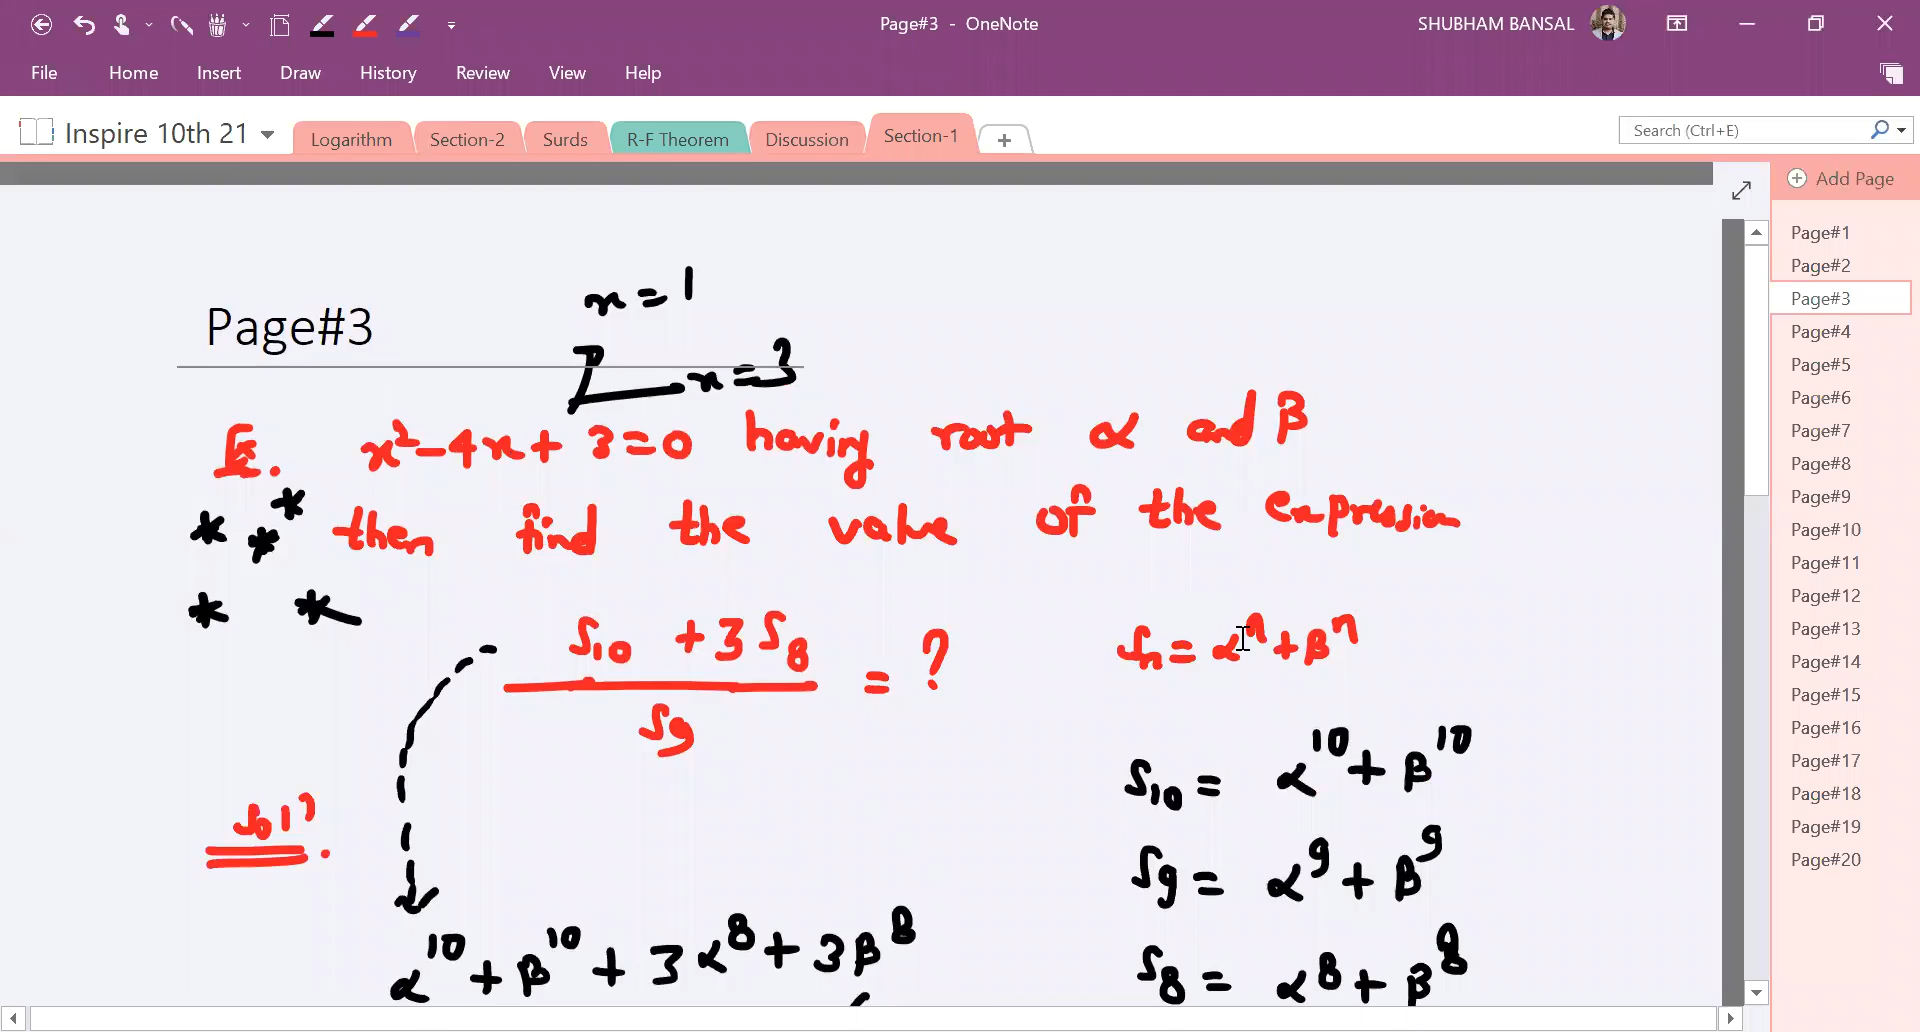 Page#3 - OneNote
SHUBHAM BANSAL
File Home Insert Draw History Review View Help
Inspire 10th 21
Logarithm Section-2 Surds R-F Theorem Discussion Section-1
Search (Ctrl+E)
Add Page
Page#1
Page#2
Page#3
Page#4
Page#5
Page#6
Page#7
Page#8
Page#9
Page#10
Page#11
Page#12
Page#13
Page#14
Page#15
Page#16
Page#17
Page#18
Page#19
Page#20
Page#3
x = 1
x = 3
Ex. x² - 4x + 3 = 0 having root α and β
then find the value of the expression
S₁₀ + 3 S₈
= ?
S₉
Sₙ = αⁿ + βⁿ
S₁₀ = α¹⁰ + β¹⁰
Solⁿ.
S₉ = α⁹ + β⁹
α¹⁰ + β¹⁰ + 3α⁸ + 3β⁸
S₈ = α⁸ + β⁸